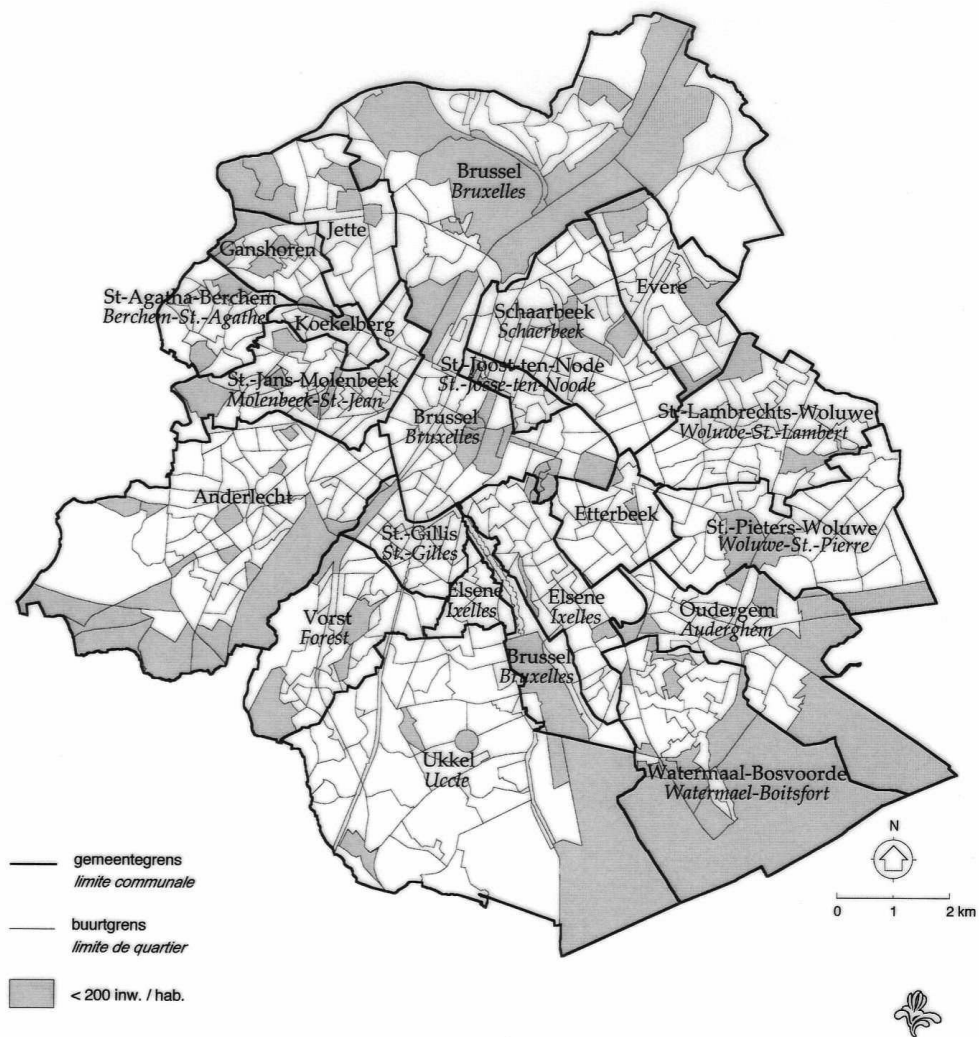 Brussel
Bruxelles
Jette
Ganshoren
St-Agatha-Berchem
Berchem-St.-Agathe
Koekelberg
Schaarbeek
Schaerbeek
Evere
St.-Joost-ten-Node
St.-Josse-ten-Noode
St.-Jans-Molenbeek
Molenbeek-St.-Jean
Brussel
Bruxelles
St.-Lambrechts-Woluwe
Woluwe-St.-Lambert
Anderlecht
Etterbeek
St.-Gillis
St.-Gilles
St.-Pieters-Woluwe
Woluwe-St.-Pierre
Elsene
Ixelles
Elsene
Ixelles
Vorst
Forest
Oudergem
Auderghem
Brussel
Bruxelles
Ukkel
Uccle
Watermaal-Bosvoorde
Watermael-Boitsfort
gemeentegrens
limite communale
buurtgrens
limite de quartier
< 200 inw. / hab.
N
0 1 2 km